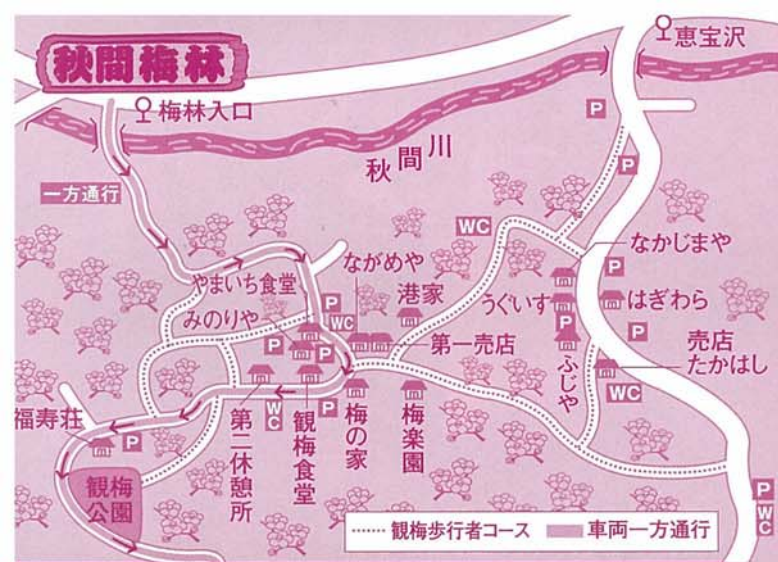 秋間梅林
恵宝沢
梅林入口
P
秋間川
P
一方通行
WC
なかじまや
ながめや
やまいち食堂
港家
うぐいす
P
はぎわら
みのりや
P
WC
P
P
第一売店
P
P
ふじや
売店
たかはし
WC
福寿荘
P
第二休憩所
WC
観梅食堂
P
梅の家
梅楽園
観梅
公園
P
WC
観梅歩行者コース
車両一方通行